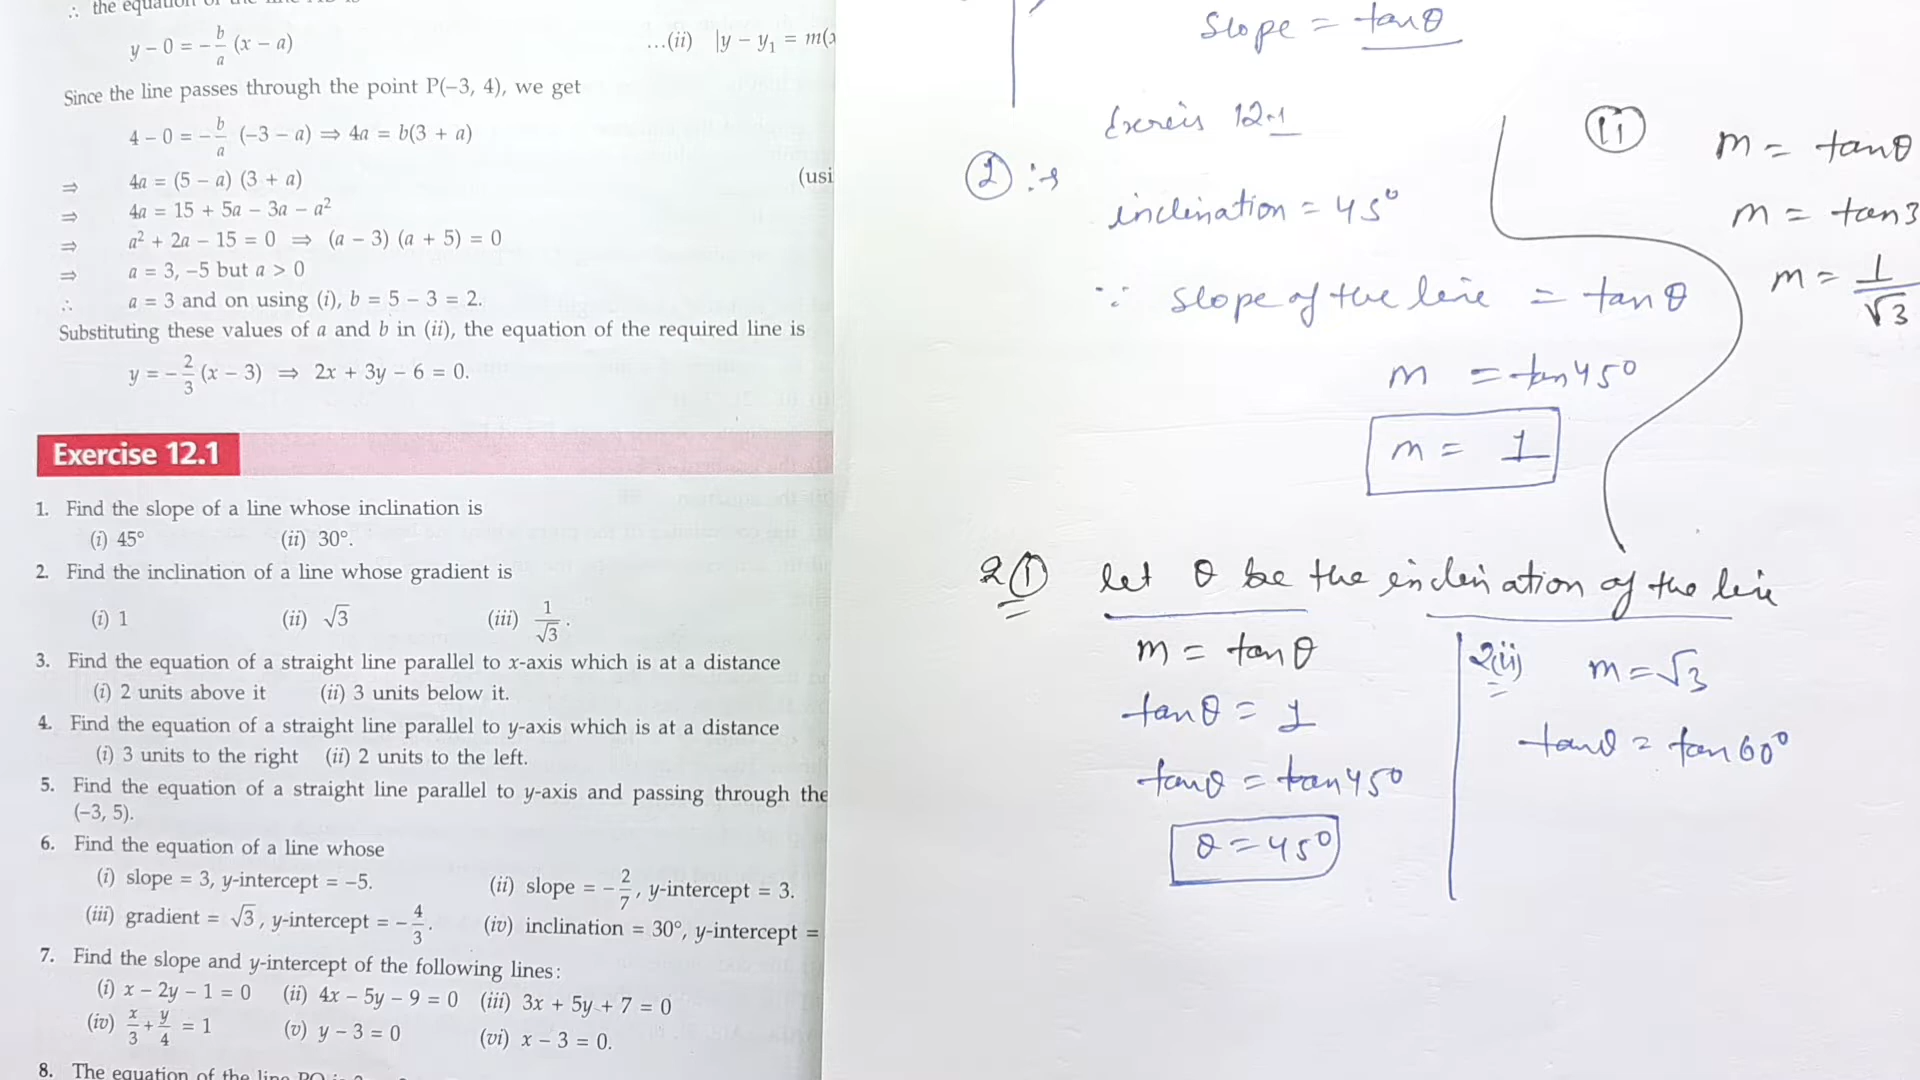 ∴ the equation of the line AB is
y – 0 = –b/a (x – a) ...(ii) |y – y₁ = m(x
Since the line passes through the point P(–3, 4), we get
4 – 0 = –b/a (–3 – a) ⇒ 4a = b(3 + a)
⇒ 4a = (5 – a) (3 + a) (usi
⇒ 4a = 15 + 5a – 3a – a²
⇒ a² + 2a – 15 = 0 ⇒ (a – 3) (a + 5) = 0
⇒ a = 3, –5 but a > 0
∴ a = 3 and on using (i), b = 5 – 3 = 2.
Substituting these values of a and b in (ii), the equation of the required line is
y = –2/3 (x – 3) ⇒ 2x + 3y – 6 = 0.
Exercise 12.1
1. Find the slope of a line whose inclination is
(i) 45° (ii) 30°.
2. Find the inclination of a line whose gradient is
(i) 1 (ii) √3 (iii) 1/√3.
3. Find the equation of a straight line parallel to x-axis which is at a distance
(i) 2 units above it (ii) 3 units below it.
4. Find the equation of a straight line parallel to y-axis which is at a distance
(i) 3 units to the right (ii) 2 units to the left.
5. Find the equation of a straight line parallel to y-axis and passing through the
(–3, 5).
6. Find the equation of a line whose
(i) slope = 3, y-intercept = –5. (ii) slope = –2/7, y-intercept = 3.
(iii) gradient = √3, y-intercept = –4/3. (iv) inclination = 30°, y-intercept =
7. Find the slope and y-intercept of the following lines:
(i) x – 2y – 1 = 0 (ii) 4x – 5y – 9 = 0 (iii) 3x + 5y + 7 = 0
(iv) x/3 + y/4 = 1 (v) y – 3 = 0 (vi) x – 3 = 0.
8. The equation of the line PQ is
Slope = tanθ
Exercis 12.1
(1) :→
inclination = 45°
∵ slope of the line = tanθ
m = tan45°
m = 1
(ii) m = tanθ
m = tan3
m = 1/√3
2(1) let θ be the inclination of the line
m = tanθ
tanθ = 1
tanθ = tan45°
θ = 45°
2(ii) m = √3
tanθ = tan60°